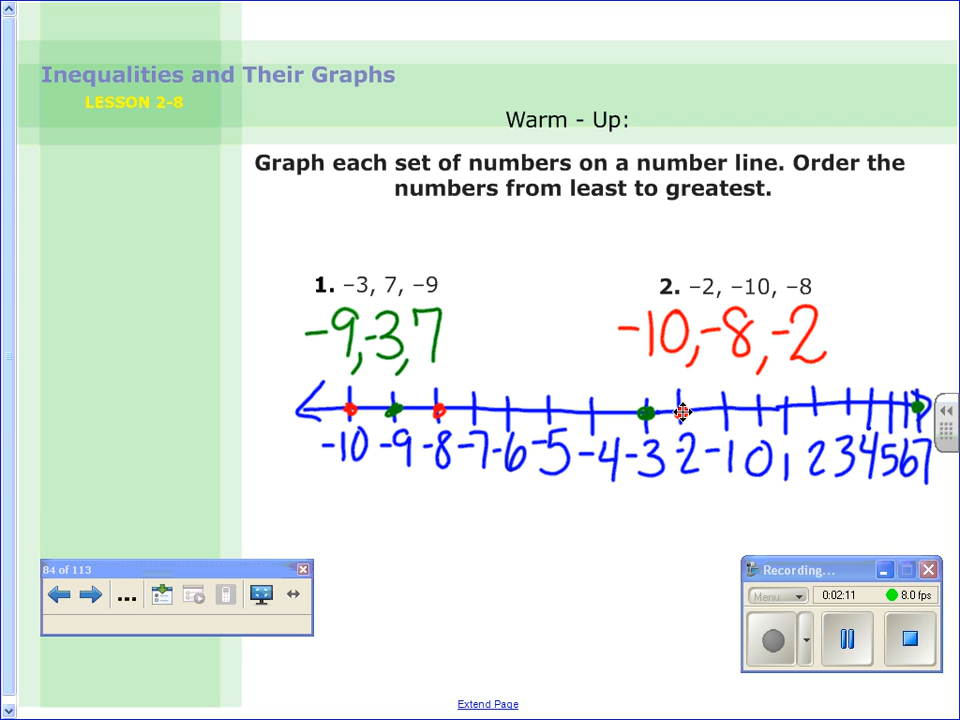 Inequalities and Their Graphs
LESSON 2-8
Warm - Up:
Graph each set of numbers on a number line. Order the
numbers from least to greatest.
1. –3, 7, –9
2. –2, –10, –8
-9,-3,7
-10,-8,-2
-10 -9 -8 -7 -6 -5 -4 -3 -2 -1 0 1 2 3 4 5 6 7
84 of 113
...
Recording...
Menu
0:02:11
8.0 fps
Extend Page